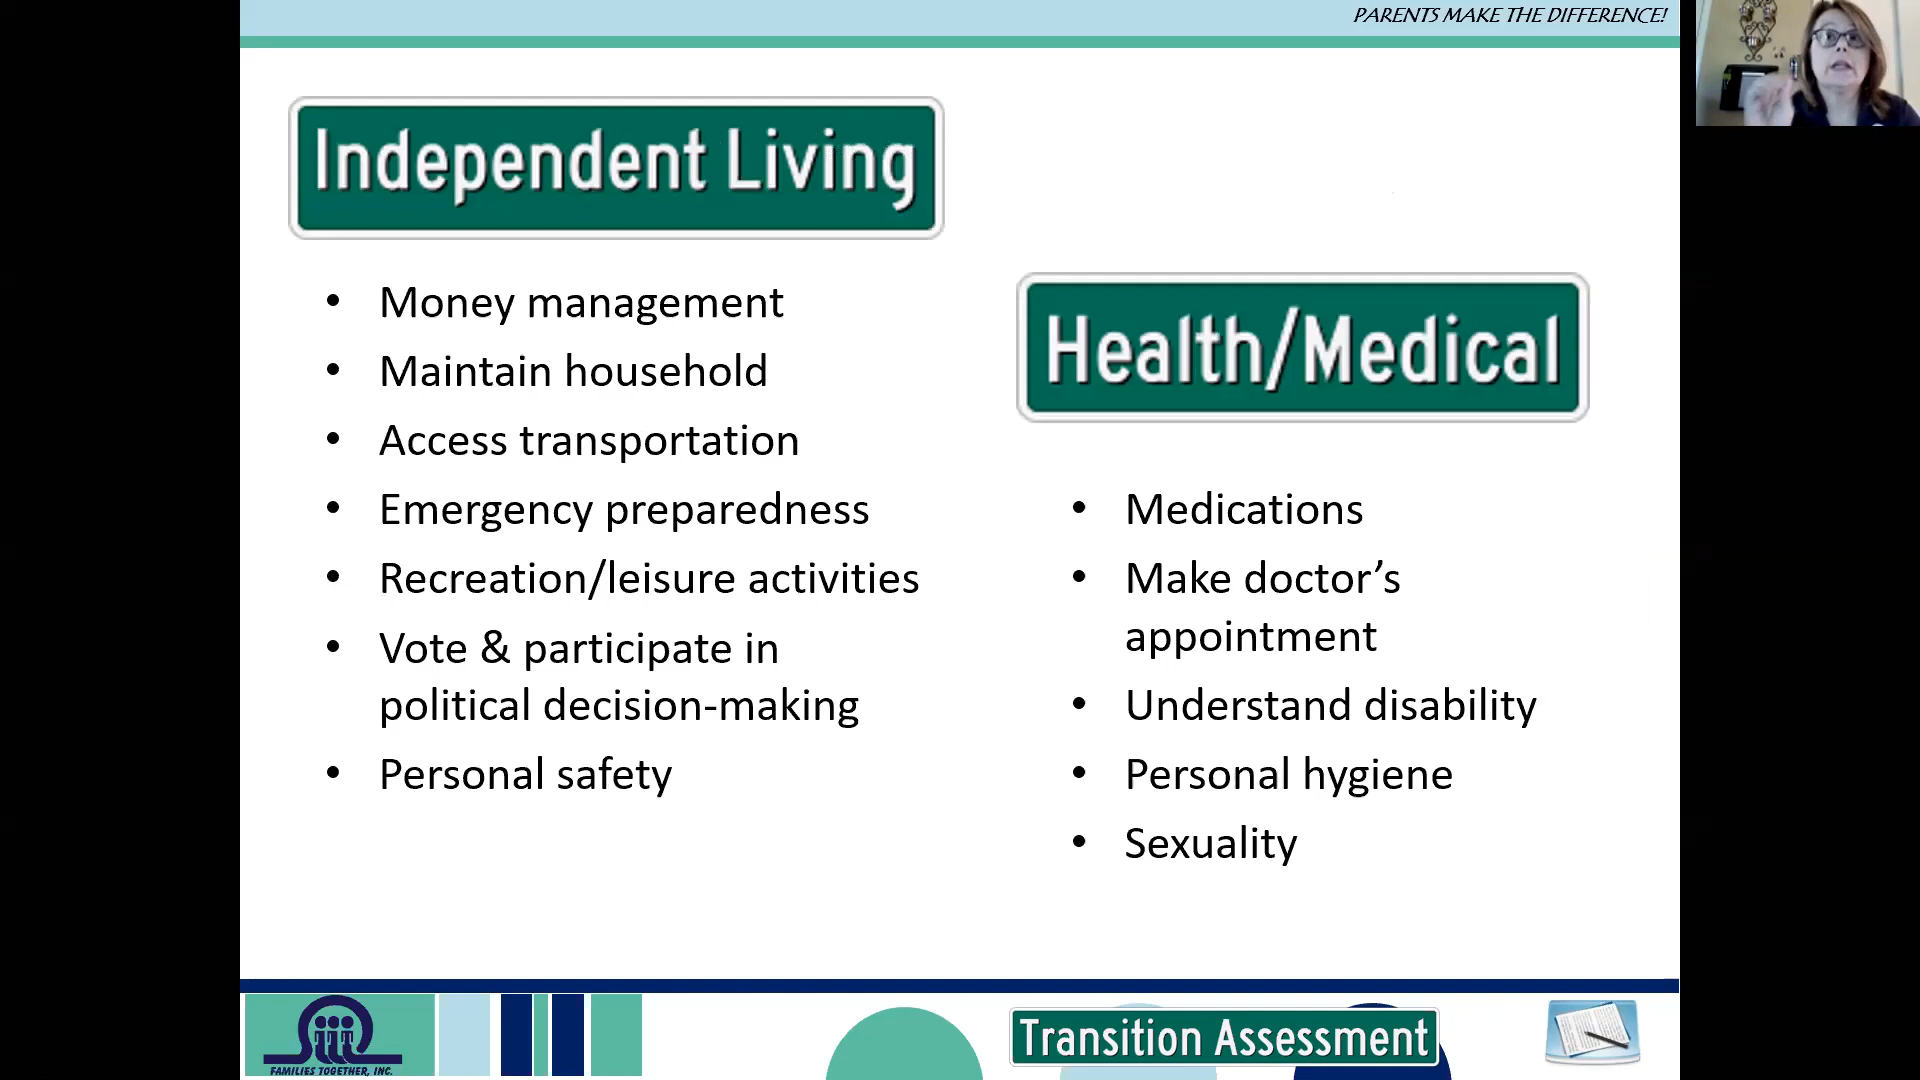 PARENTS MAKE THE DIFFERENCE!
Independent Living
• Money management
• Maintain household
• Access transportation
• Emergency preparedness
• Recreation/leisure activities
• Vote & participate in
political decision-making
• Personal safety
Health/Medical
• Medications
• Make doctor’s
appointment
• Understand disability
• Personal hygiene
• Sexuality
FAMILIES TOGETHER, INC.
Transition Assessment